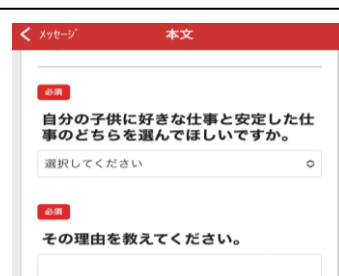 メッセージ
本文
必須
自分の子供に好きな仕事と安定した仕
事のどちらを選んでほしいですか。
選択してください
必須
その理由を教えてください。